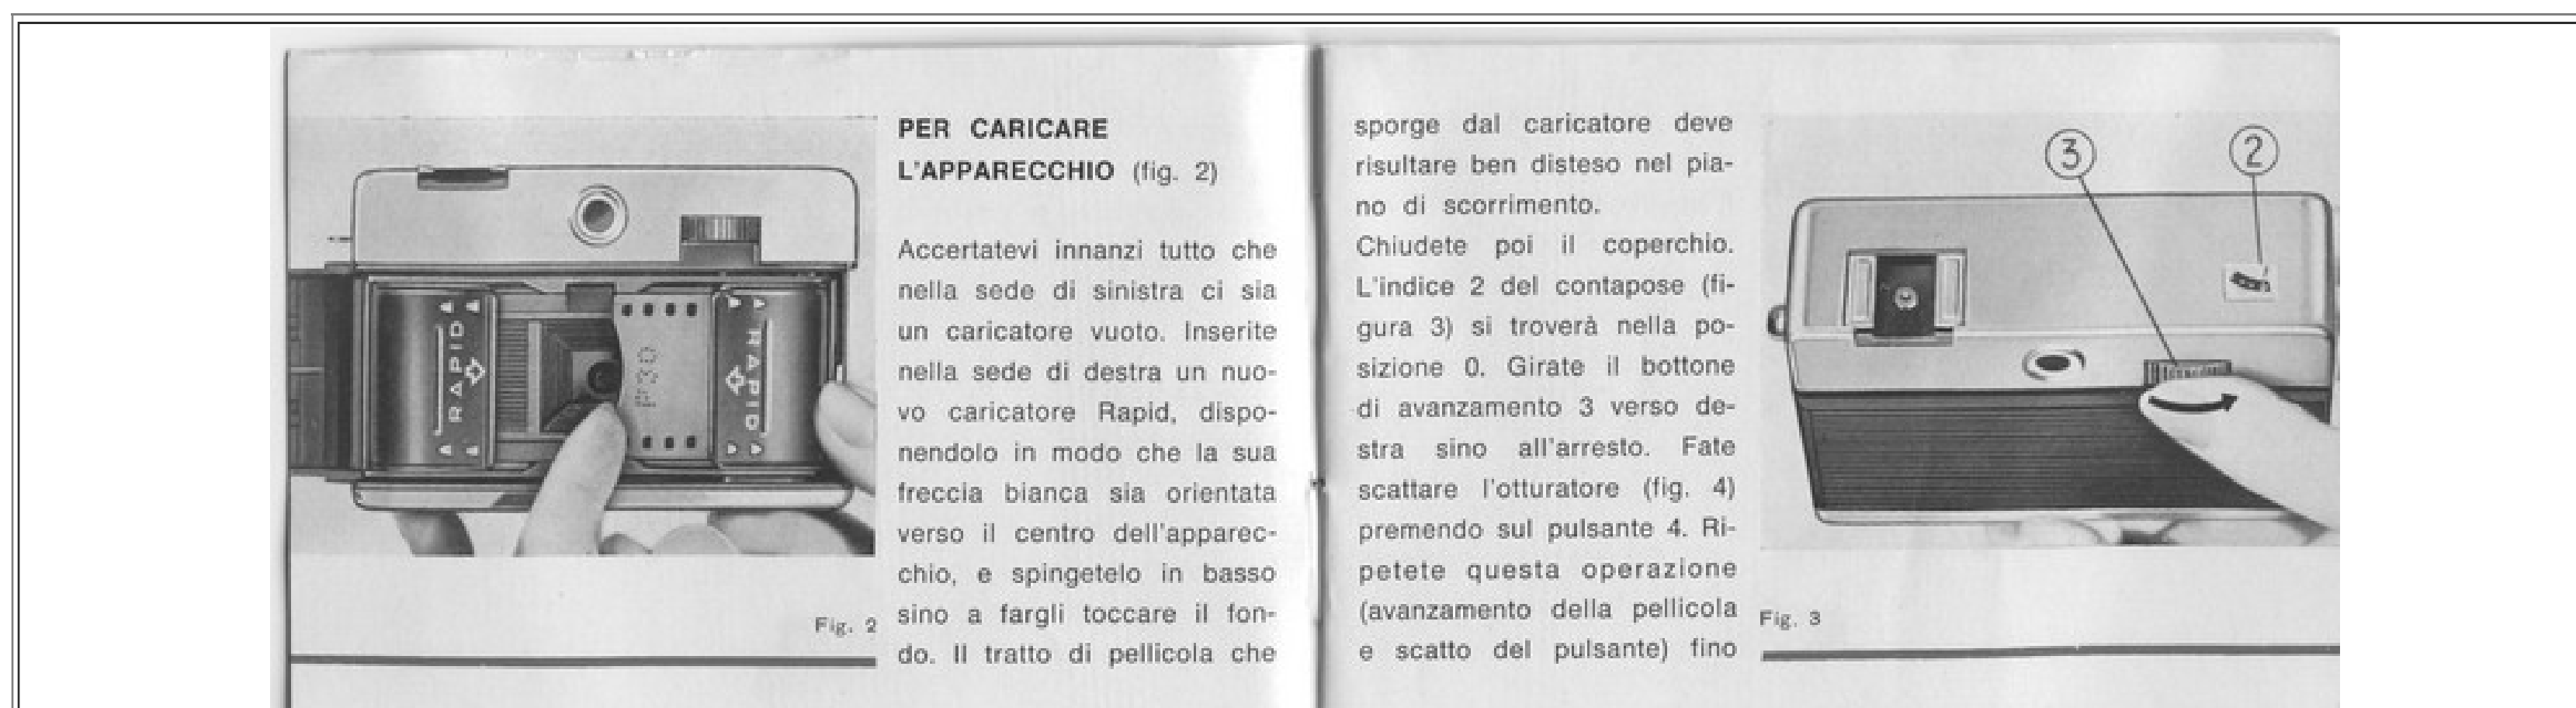 PER CARICARE
L'APPARECCHIO (fig. 2)
Accertatevi innanzi tutto che
nella sede di sinistra ci sia
un caricatore vuoto. Inserite
nella sede di destra un nuo-
vo caricatore Rapid, dispo-
nendolo in modo che la sua
freccia bianca sia orientata
verso il centro dell'apparec-
chio, e spingetelo in basso
sino a fargli toccare il fon-
do. Il tratto di pellicola che
RAPID
RAPID
Fig. 2
sporge dal caricatore deve
risultare ben disteso nel pia-
no di scorrimento.
Chiudete poi il coperchio.
L'indice 2 del contapose (fi-
gura 3) si troverà nella po-
sizione 0. Girate il bottone
di avanzamento 3 verso de-
stra sino all'arresto. Fate
scattare l'otturatore (fig. 4)
premendo sul pulsante 4. Ri-
petete questa operazione
(avanzamento della pellicola
e scatto del pulsante) fino
3
2
Fig. 3